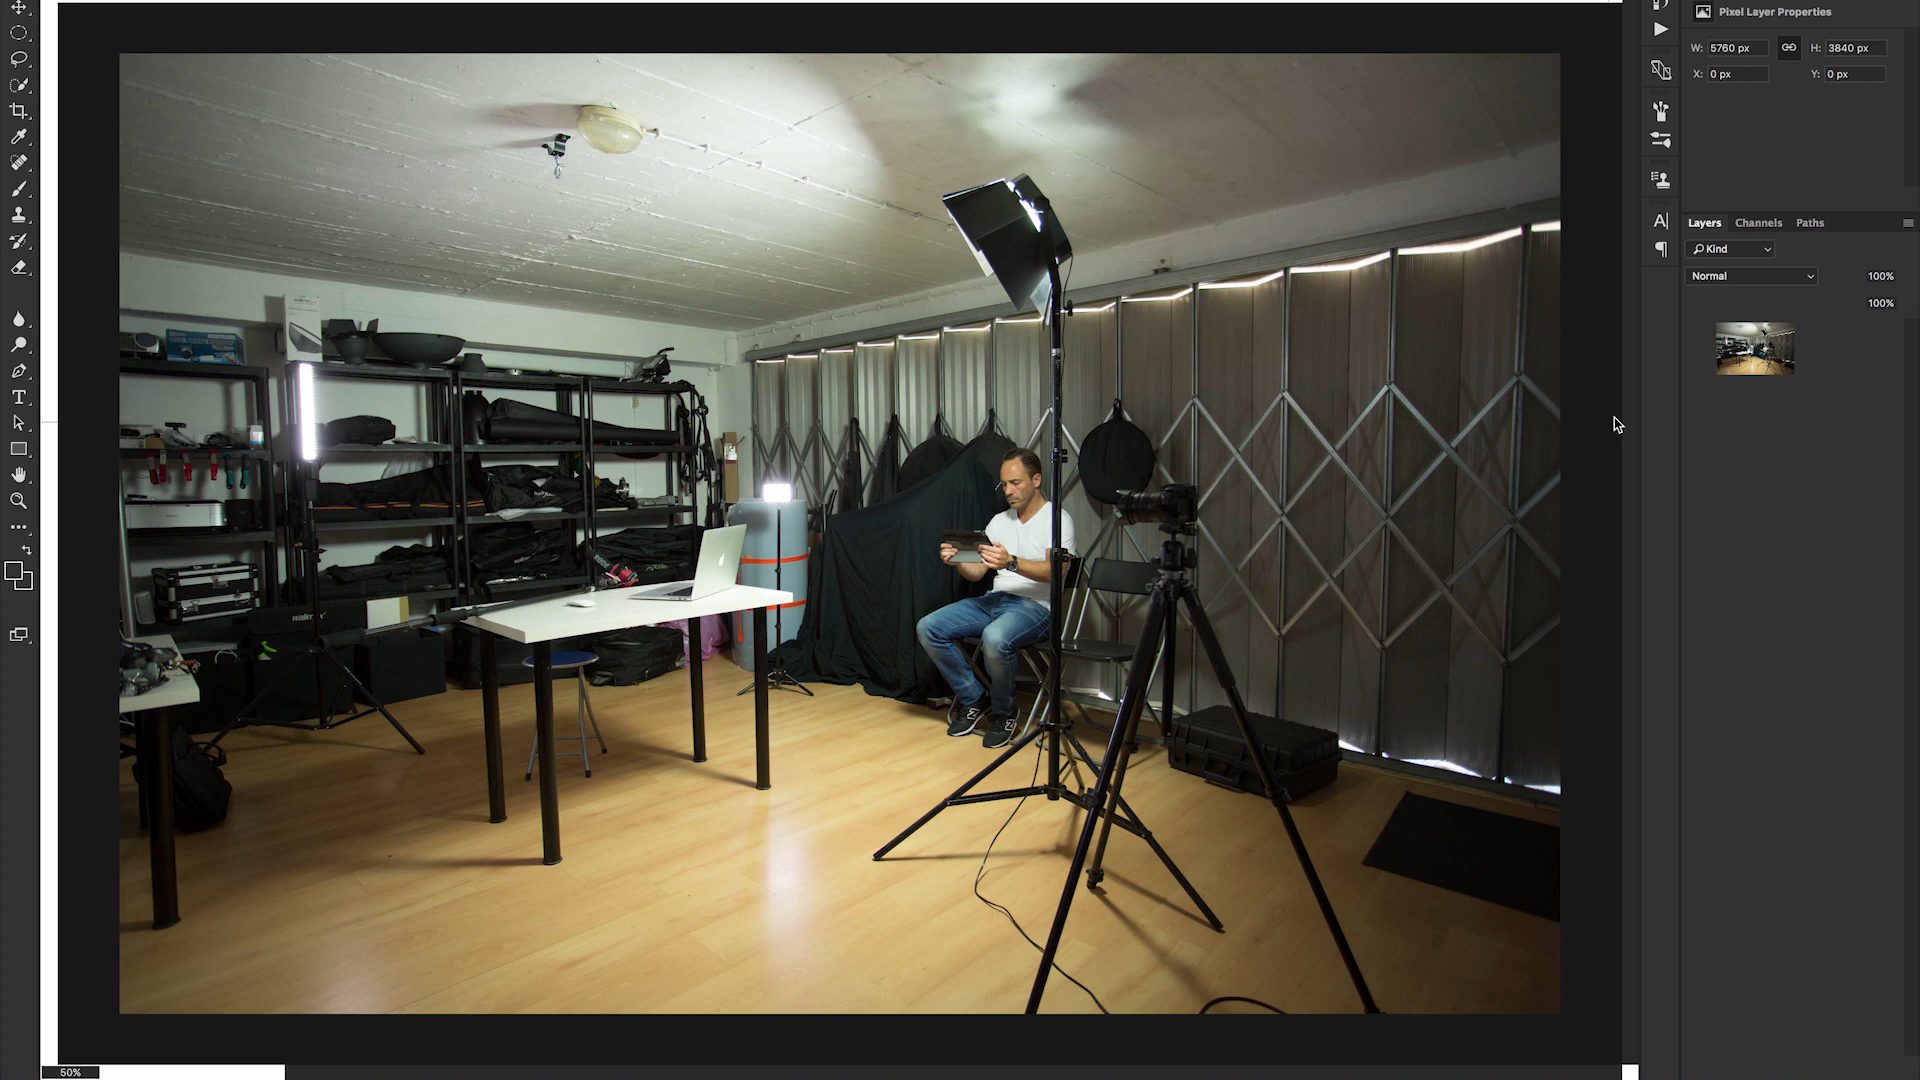 Pixel Layer Properties
W: 5760 px H: 3840 px
X: 0 px Y: 0 px
Layers Channels Paths
Kind
Normal 100%
100%
50%